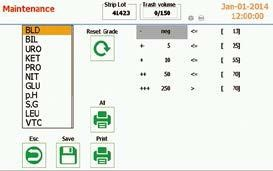 Maintenance
Strip Lot
41423
Trash volume
0/150
Jan-01-2014
12:00:00
BLD
BIL
URO
KET
PRO
NIT
GLU
p.H
S.G
LEU
VTC
Reset Grade
All
Esc.
Save
Print
- neg <= [ 13]
+ 5 <= [ 25]
+ 10 <= [ 55]
++ 50 <= [ 70]
+++ 250 > [ 70]